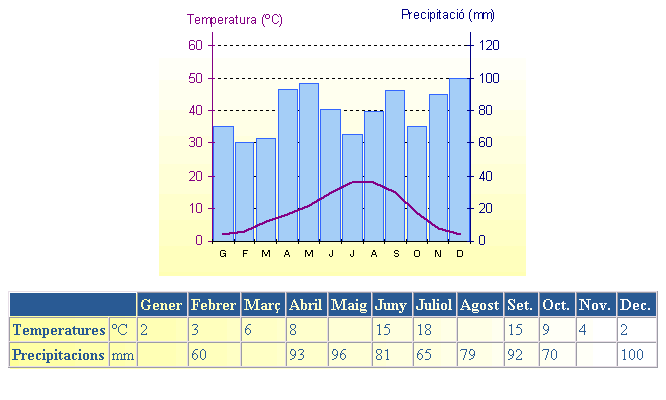 Temperatura (ºC) Precipitació (mm)
60 120
50 100
40 80
30 60
20 40
10 20
0 0
G F M A M J J A S O N D
Gener Febrer Març Abril Maig Juny Juliol Agost Set. Oct. Nov. Dec.
Temperatures ºC 2 3 6 8 15 18 15 9 4 2
Precipitacions mm 60 93 96 81 65 79 92 70 100